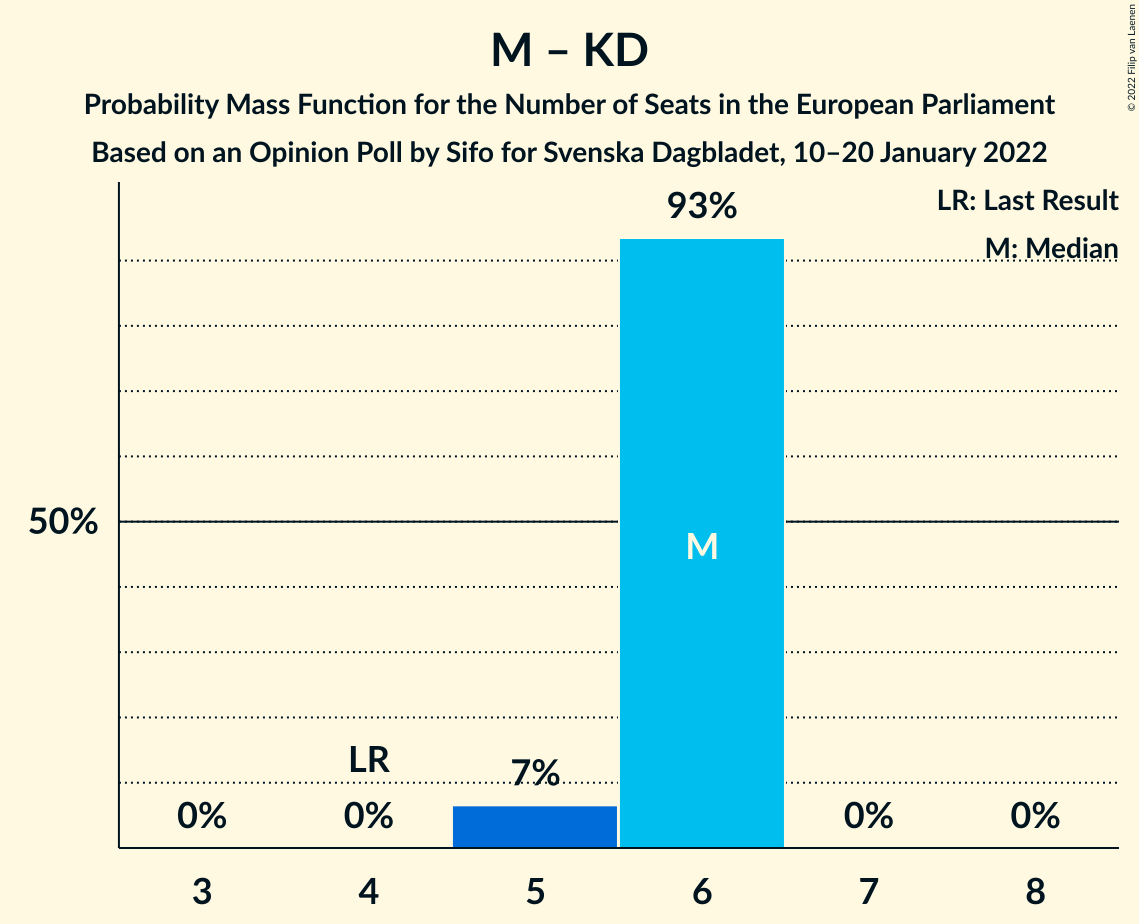 M – KD
Probability Mass Function for the Number of Seats in the European Parliament
Based on an Opinion Poll by Sifo for Svenska Dagbladet, 10–20 January 2022
© 2022 Filip van Laenen
LR: Last Result
M: Median
93%
50%
M
LR
7%
0%
0%
0%
0%
3
4
5
6
7
8